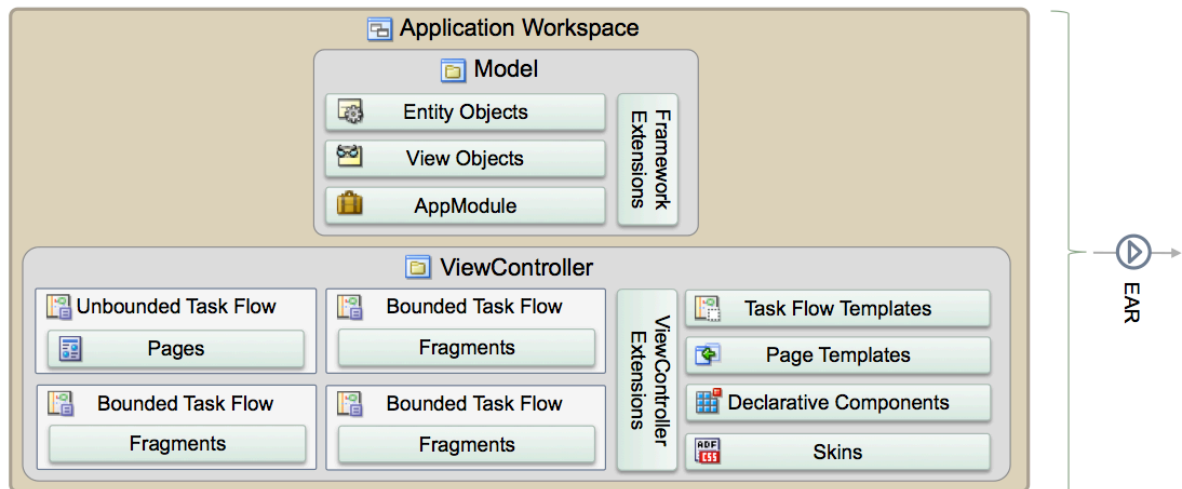 Application Workspace
Model
Entity Objects
View Objects
AppModule
Framework
Extensions
ViewController
Unbounded Task Flow
Pages
Bounded Task Flow
Fragments
Bounded Task Flow
Fragments
Bounded Task Flow
Fragments
ViewController
Extensions
Task Flow Templates
Page Templates
Declarative Components
ADF
CSS
Skins
EAR